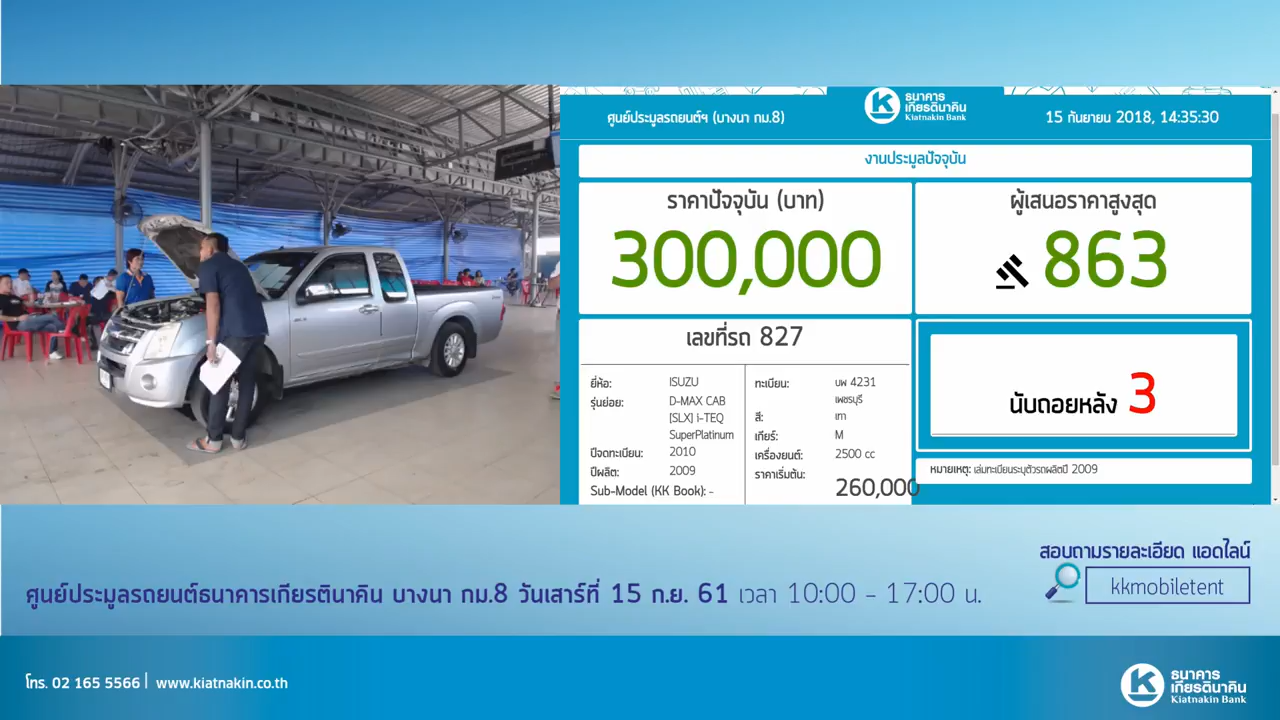 ศูนย์ประมูลรถยนต์ฯ (บางนา กม.8)
ธนาคาร
เกียรตินาคิน
Kiatnakin Bank
15 กันยายน 2018, 14:35:30
งานประมูลปัจจุบัน
ราคาปัจจุบัน (บาท)
300,000
ผู้เสนอราคาสูงสุด
863
เลขที่รถ 827
ยี่ห้อ: ISUZU
รุ่นย่อย: D-MAX CAB
[SLX] i-TEQ
SuperPlatinum
ปีจดทะเบียน: 2010
ปีผลิต: 2009
Sub-Model (KK Book): -
ทะเบียน: บพ 4231
เพชรบุรี
สี: เทา
เกียร์: M
เครื่องยนต์: 2500 cc
ราคาเริ่มต้น:
260,000
นับถอยหลัง 3
หมายเหตุ: เล่มทะเบียนระบุตัวรถผลิตปี 2009
สอบถามรายละเอียด แอดไลน์
kkmobiletent
ศูนย์ประมูลรถยนต์ธนาคารเกียรตินาคิน บางนา กม.8 วันเสาร์ที่ 15 ก.ย. 61 เวลา 10:00 - 17:00 น.
โทร. 02 165 5566 | www.kiatnakin.co.th
ธนาคาร
เกียรตินาคิน
Kiatnakin Bank